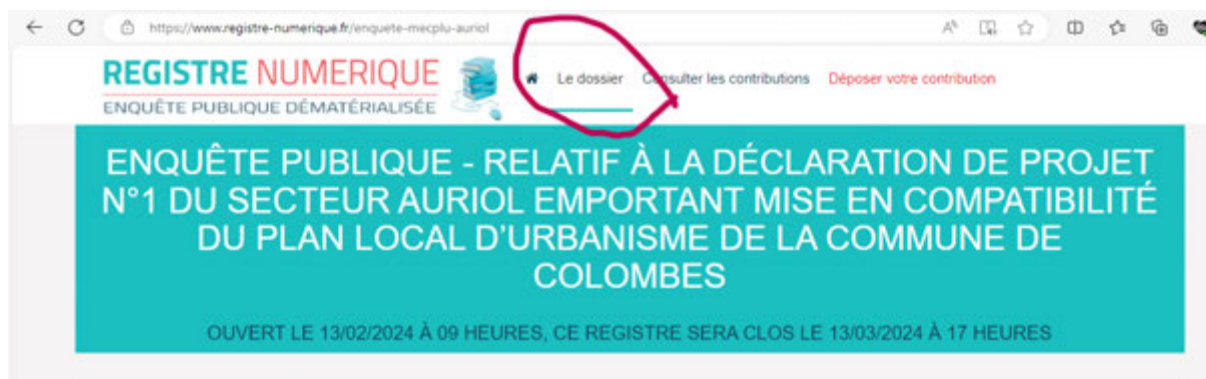 https://www.registre-numerique.fr/enquete-mecplu-auriol
REGISTRE NUMERIQUE
ENQUÊTE PUBLIQUE DÉMATÉRIALISÉE
Le dossier Consulter les contributions Déposer votre contribution
ENQUÊTE PUBLIQUE - RELATIF À LA DÉCLARATION DE PROJET
N°1 DU SECTEUR AURIOL EMPORTANT MISE EN COMPATIBILITÉ
DU PLAN LOCAL D'URBANISME DE LA COMMUNE DE
COLOMBES
OUVERT LE 13/02/2024 À 09 HEURES, CE REGISTRE SERA CLOS LE 13/03/2024 À 17 HEURES